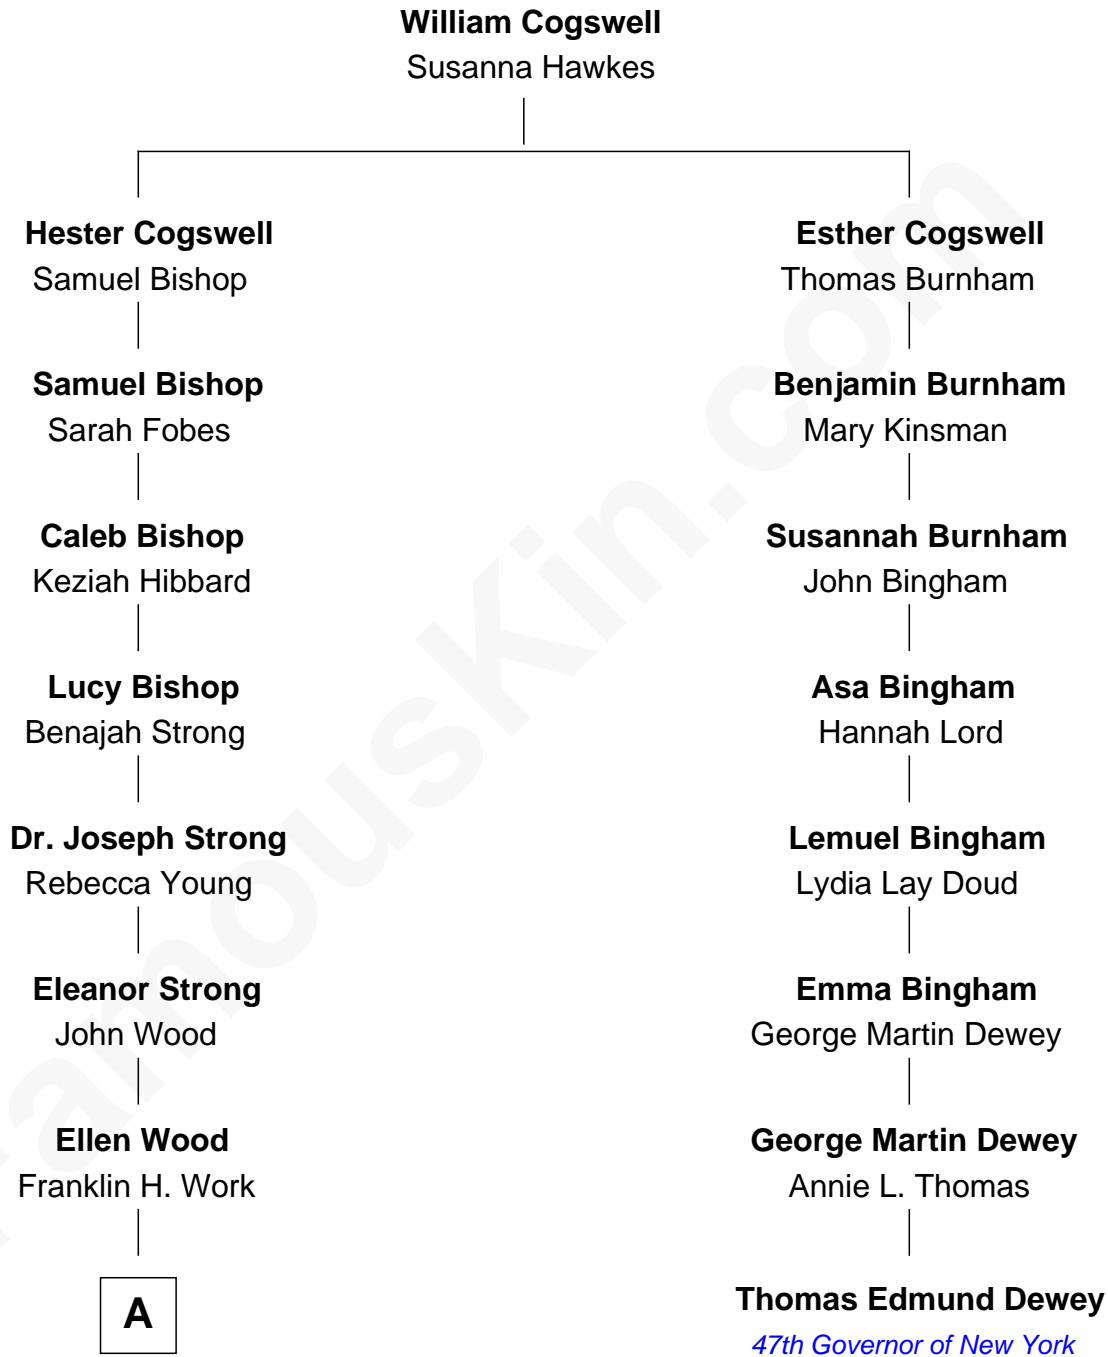 William Cogswell
Susanna Hawkes
Hester Cogswell
Samuel Bishop
Esther Cogswell
Thomas Burnham
Samuel Bishop
Sarah Fobes
Benjamin Burnham
Mary Kinsman
Caleb Bishop
Keziah Hibbard
Susannah Burnham
John Bingham
Lucy Bishop
Benajah Strong
Asa Bingham
Hannah Lord
Dr. Joseph Strong
Rebecca Young
Lemuel Bingham
Lydia Lay Doud
Eleanor Strong
John Wood
Emma Bingham
George Martin Dewey
Ellen Wood
Franklin H. Work
George Martin Dewey
Annie L. Thomas
A
Thomas Edmund Dewey
47th Governor of New York
FamousKin.com